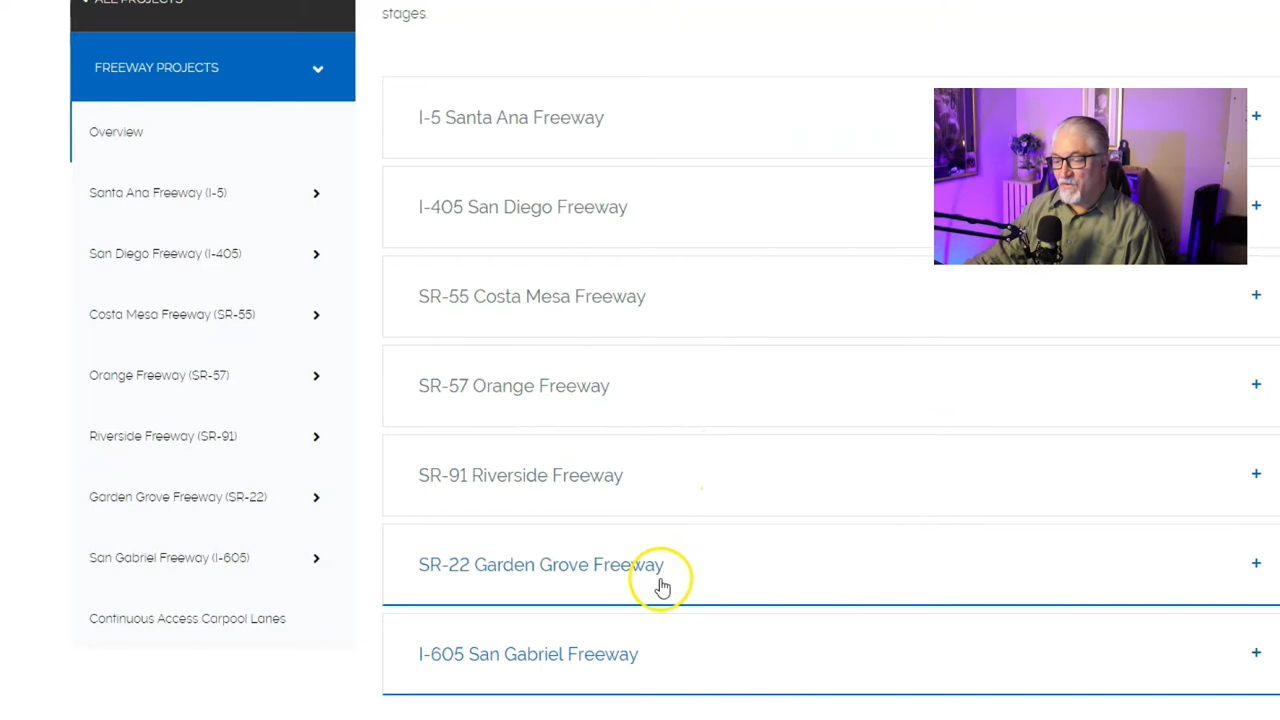 ALL PROJECTS
stages.
FREEWAY PROJECTS
Overview
Santa Ana Freeway (I-5)
San Diego Freeway (I-405)
Costa Mesa Freeway (SR-55)
Orange Freeway (SR-57)
Riverside Freeway (SR-91)
Garden Grove Freeway (SR-22)
San Gabriel Freeway (I-605)
Continuous Access Carpool Lanes
I-5 Santa Ana Freeway
I-405 San Diego Freeway
SR-55 Costa Mesa Freeway
SR-57 Orange Freeway
SR-91 Riverside Freeway
SR-22 Garden Grove Freeway
I-605 San Gabriel Freeway